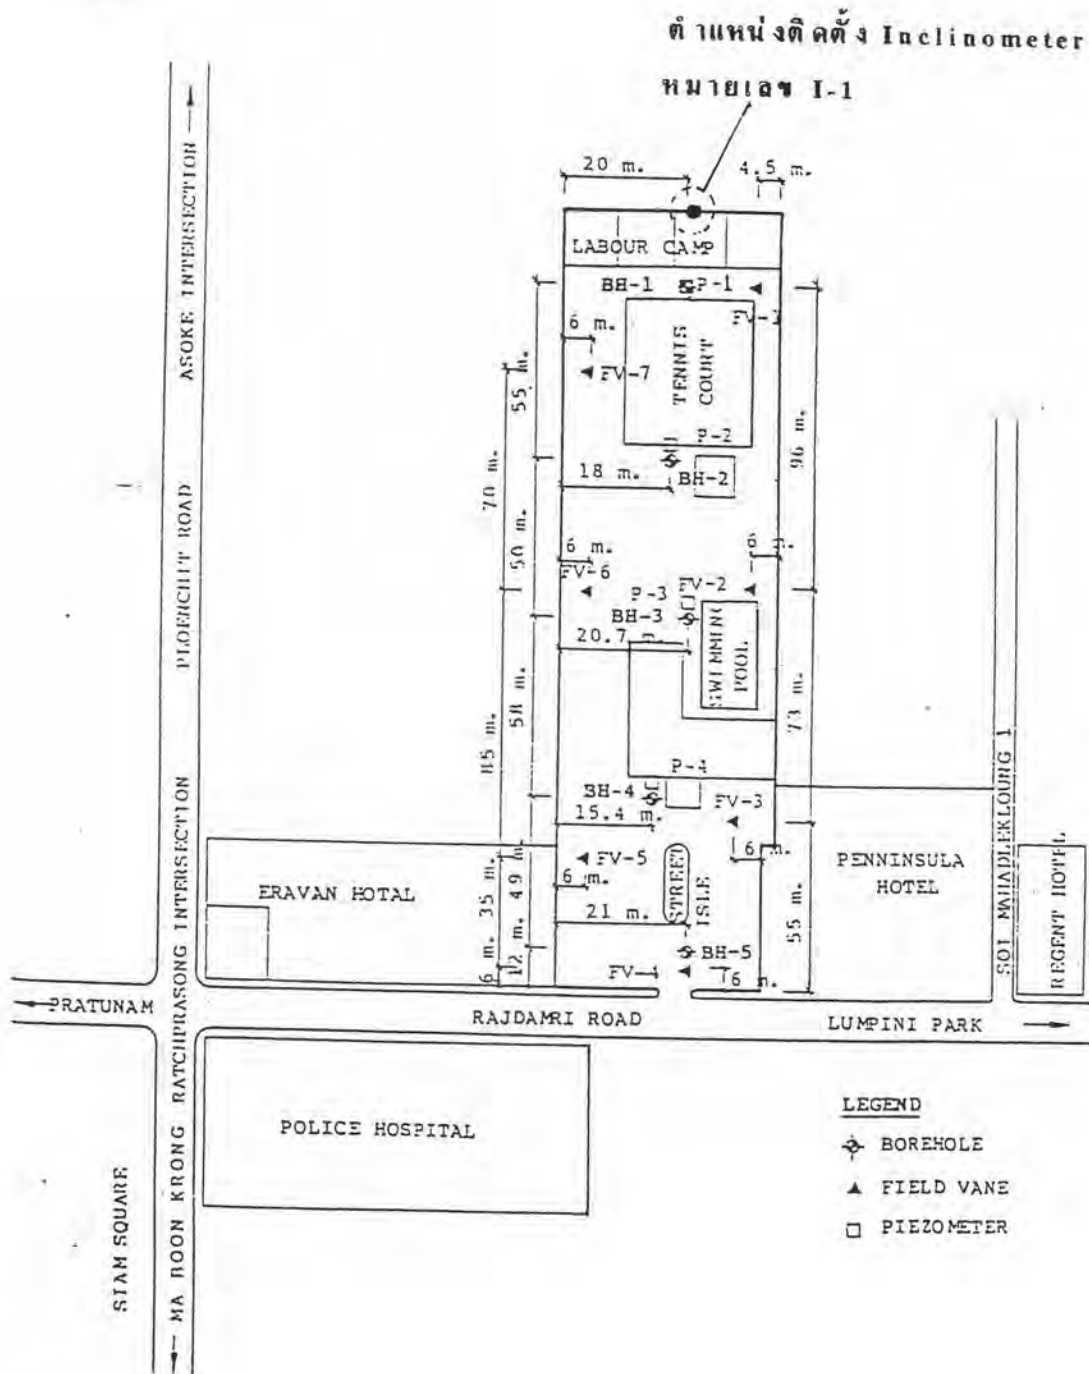 ตำแหน่งติดตั้ง Inclinometer
หมายเลข I-1
20 m.
4.5 m.
LABOUR CAMP
BH-1
P-1
FV-1
6 m.
FV-7
TENNIS
COURT
55 m.
70 m.
P-2
BH-2
18 m.
96 m.
50 m.
6 m.
FV-6
6 m.
FV-2
P-3
BH-3
20.7 m.
SWIMMING
POOL
58 m.
73 m.
85 m.
P-4
BH-4
15.4 m.
FV-3
6 m.
FV-5
6 m.
21 m.
STREET
ISLE
35 m.
49 m.
6 m.
12 m.
55 m.
BH-5
FV-4
6 m.
ASOKE INTERSECTION
PLOENCHIT ROAD
RATCHPRASONG INTERSECTION
MA BOON KRONG
SIAM SQUARE
ERAVAN HOTAL
PENNINSULA
HOTEL
SOI MAHADLEKLOUNG 1
REGENT HOTEL
PRATUNAM
RAJDAMRI ROAD
LUMPINI PARK
POLICE HOSPITAL
LEGEND
BOREHOLE
FIELD VANE
PIEZOMETER